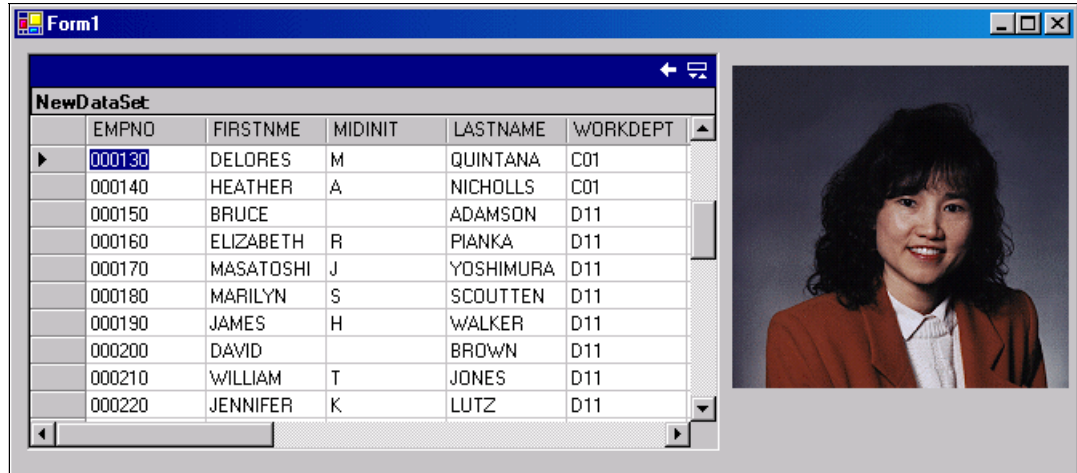 Form1
NewDataSet
EMPNO FIRSTNME MIDINIT LASTNAME WORKDEPT
000130 DELORES M QUINTANA C01
000140 HEATHER A NICHOLLS C01
000150 BRUCE ADAMSON D11
000160 ELIZABETH R PIANKA D11
000170 MASATOSHI J YOSHIMURA D11
000180 MARILYN S SCOUTTEN D11
000190 JAMES H WALKER D11
000200 DAVID BROWN D11
000210 WILLIAM T JONES D11
000220 JENNIFER K LUTZ D11